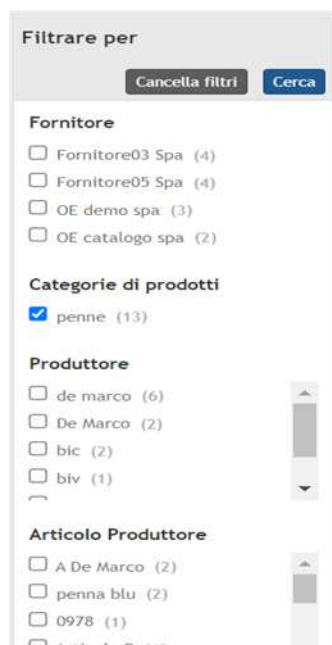 Filtrare per
Cancella filtri Cerca
Fornitore
Fornitore03 Spa (4)
Fornitore05 Spa (4)
OE demo spa (3)
OE catalogo spa (2)
Categorie di prodotti
penne (13)
Produttore
de marco (6)
De Marco (2)
bic (2)
biv (1)
Articolo Produttore
A De Marco (2)
penna blu (2)
0978 (1)